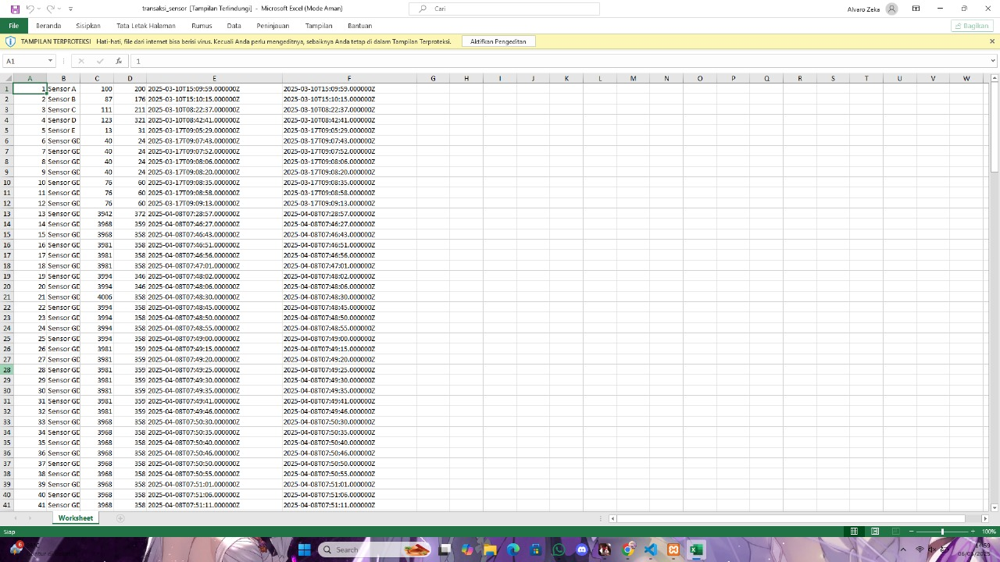 transaksi_sensor [Tampilan Terlindungi] - Microsoft Excel (Mode Aman)
Cari
Alvaro Zeka
File Beranda Sisipkan Tata Letak Halaman Rumus Data Peninjauan Tampilan Bantuan
Bagikan
TAMPILAN TERPROTEKSI Hati-hati, file dari internet bisa berisi virus. Kecuali Anda perlu mengeditnya, sebaiknya Anda tetap di dalam Tampilan Terproteksi. Aktifkan Pengeditan
A1 fx 1
A B C D E F G H I J K L M N O P Q R S T U V W
1 1 Sensor A 100 200 2025-03-10T15:09:59.000000Z 2025-03-10T15:09:59.000000Z
2 2 Sensor B 87 176 2025-03-10T15:10:15.000000Z 2025-03-10T15:10:15.000000Z
3 3 Sensor C 111 211 2025-03-10T08:22:37.000000Z 2025-03-10T08:22:37.000000Z
4 4 Sensor D 123 321 2025-03-10T08:42:41.000000Z 2025-03-10T08:42:41.000000Z
5 5 Sensor E 13 31 2025-03-17T09:05:29.000000Z 2025-03-17T09:05:29.000000Z
6 6 Sensor GD 40 24 2025-03-17T09:07:43.000000Z 2025-03-17T09:07:43.000000Z
7 7 Sensor GD 40 24 2025-03-17T09:07:52.000000Z 2025-03-17T09:07:52.000000Z
8 8 Sensor GD 40 24 2025-03-17T09:08:06.000000Z 2025-03-17T09:08:06.000000Z
9 9 Sensor GD 40 24 2025-03-17T09:08:20.000000Z 2025-03-17T09:08:20.000000Z
10 10 Sensor GD 76 60 2025-03-17T09:08:35.000000Z 2025-03-17T09:08:35.000000Z
11 11 Sensor GD 76 60 2025-03-17T09:08:58.000000Z 2025-03-17T09:08:58.000000Z
12 12 Sensor GD 76 60 2025-03-17T09:09:13.000000Z 2025-03-17T09:09:13.000000Z
13 13 Sensor GD 3942 372 2025-04-08T07:28:57.000000Z 2025-04-08T07:28:57.000000Z
14 14 Sensor GD 3968 359 2025-04-08T07:46:27.000000Z 2025-04-08T07:46:27.000000Z
15 15 Sensor GD 3968 358 2025-04-08T07:46:43.000000Z 2025-04-08T07:46:43.000000Z
16 16 Sensor GD 3981 358 2025-04-08T07:46:51.000000Z 2025-04-08T07:46:51.000000Z
17 17 Sensor GD 3981 358 2025-04-08T07:46:56.000000Z 2025-04-08T07:46:56.000000Z
18 18 Sensor GD 3981 358 2025-04-08T07:47:01.000000Z 2025-04-08T07:47:01.000000Z
19 19 Sensor GD 3994 346 2025-04-08T07:48:02.000000Z 2025-04-08T07:48:02.000000Z
20 20 Sensor GD 3994 346 2025-04-08T07:48:06.000000Z 2025-04-08T07:48:06.000000Z
21 21 Sensor GD 4006 358 2025-04-08T07:48:30.000000Z 2025-04-08T07:48:30.000000Z
22 22 Sensor GD 3994 358 2025-04-08T07:48:45.000000Z 2025-04-08T07:48:45.000000Z
23 23 Sensor GD 3994 358 2025-04-08T07:48:50.000000Z 2025-04-08T07:48:50.000000Z
24 24 Sensor GD 3994 358 2025-04-08T07:48:55.000000Z 2025-04-08T07:48:55.000000Z
25 25 Sensor GD 3994 358 2025-04-08T07:49:00.000000Z 2025-04-08T07:49:00.000000Z
26 26 Sensor GD 3981 359 2025-04-08T07:49:15.000000Z 2025-04-08T07:49:15.000000Z
27 27 Sensor GD 3981 359 2025-04-08T07:49:20.000000Z 2025-04-08T07:49:20.000000Z
28 28 Sensor GD 3981 359 2025-04-08T07:49:25.000000Z 2025-04-08T07:49:25.000000Z
29 29 Sensor GD 3981 359 2025-04-08T07:49:30.000000Z 2025-04-08T07:49:30.000000Z
30 30 Sensor GD 3981 359 2025-04-08T07:49:35.000000Z 2025-04-08T07:49:35.000000Z
31 31 Sensor GD 3981 359 2025-04-08T07:49:41.000000Z 2025-04-08T07:49:41.000000Z
32 32 Sensor GD 3981 359 2025-04-08T07:49:46.000000Z 2025-04-08T07:49:46.000000Z
33 33 Sensor GD 3968 358 2025-04-08T07:50:30.000000Z 2025-04-08T07:50:30.000000Z
34 34 Sensor GD 3968 358 2025-04-08T07:50:35.000000Z 2025-04-08T07:50:35.000000Z
35 35 Sensor GD 3968 358 2025-04-08T07:50:40.000000Z 2025-04-08T07:50:40.000000Z
36 36 Sensor GD 3968 358 2025-04-08T07:50:46.000000Z 2025-04-08T07:50:46.000000Z
37 37 Sensor GD 3968 358 2025-04-08T07:50:50.000000Z 2025-04-08T07:50:50.000000Z
38 38 Sensor GD 3968 358 2025-04-08T07:50:55.000000Z 2025-04-08T07:50:55.000000Z
39 39 Sensor GD 3968 358 2025-04-08T07:51:01.000000Z 2025-04-08T07:51:01.000000Z
40 40 Sensor GD 3968 358 2025-04-08T07:51:06.000000Z 2025-04-08T07:51:06.000000Z
41 41 Sensor GD 3968 358 2025-04-08T07:51:11.000000Z 2025-04-08T07:51:11.000000Z
Worksheet
Siap 100%
6 Search